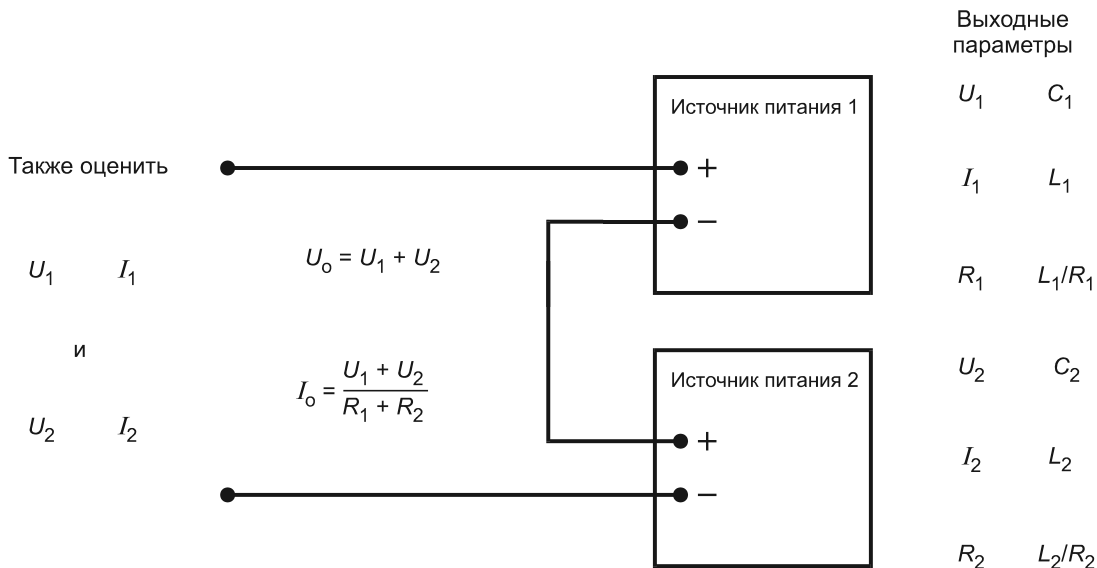 Выходные
параметры
Источник питания 1
U₁ C₁
Также оценить
+
I₁ L₁
−
Uₒ = U₁ + U₂
U₁ I₁
R₁ L₁/R₁
и
Iₒ = (U₁ + U₂)/(R₁ + R₂)
Источник питания 2
U₂ C₂
U₂ I₂
+
I₂ L₂
−
R₂ L₂/R₂